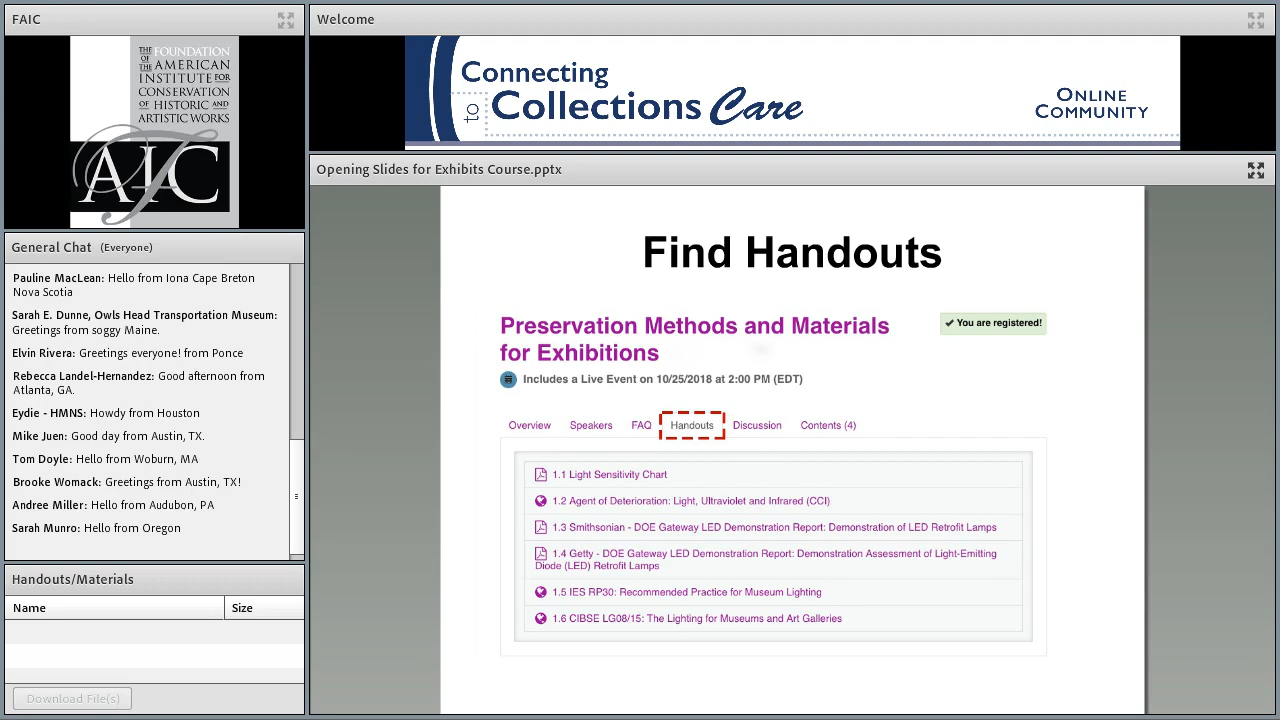 FAIC
THE FOUNDATION
OF THE AMERICAN
INSTITUTE FOR
CONSERVATION
OF HISTORIC AND
ARTISTIC WORKS
AIC
General Chat (Everyone)
Pauline MacLean: Hello from Iona Cape Breton
Nova Scotia
Sarah E. Dunne, Owls Head Transportation Museum:
Greetings from soggy Maine.
Elvin Rivera: Greetings everyone! from Ponce
Rebecca Landel-Hernandez: Good afternoon from
Atlanta, GA.
Eydie - HMNS: Howdy from Houston
Mike Juen: Good day from Austin, TX.
Tom Doyle: Hello from Woburn, MA
Brooke Womack: Greetings from Austin, TX!
Andree Miller: Hello from Audubon, PA
Sarah Munro: Hello from Oregon
Handouts/Materials
Name Size
Download File(s)
Welcome
Connecting
to Collections Care
ONLINE
COMMUNITY
Opening Slides for Exhibits Course.pptx
Find Handouts
Preservation Methods and Materials
for Exhibitions
You are registered!
Includes a Live Event on 10/25/2018 at 2:00 PM (EDT)
Overview Speakers FAQ Handouts Discussion Contents (4)
1.1 Light Sensitivity Chart
1.2 Agent of Deterioration: Light, Ultraviolet and Infrared (CCI)
1.3 Smithsonian - DOE Gateway LED Demonstration Report: Demonstration of LED Retrofit Lamps
1.4 Getty - DOE Gateway LED Demonstration Report: Demonstration Assessment of Light-Emitting
Diode (LED) Retrofit Lamps
1.5 IES RP30: Recommended Practice for Museum Lighting
1.6 CIBSE LG08/15: The Lighting for Museums and Art Galleries